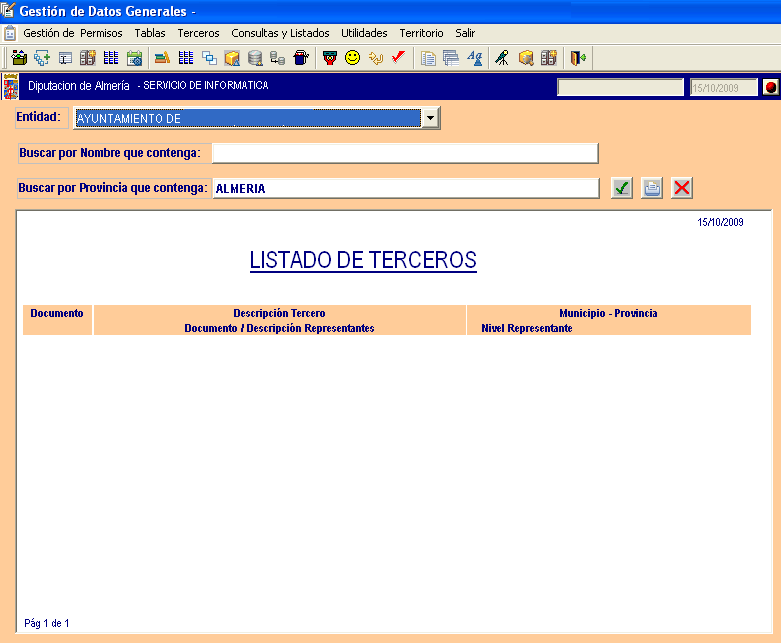 Gestión de Datos Generales -
Gestión de Permisos Tablas Terceros Consultas y Listados Utilidades Territorio Salir
Diputacion de Almería - SERVICIO DE INFORMATICA
15/10/2009
Entidad: AYUNTAMIENTO DE
Buscar por Nombre que contenga:
Buscar por Provincia que contenga: ALMERIA
15/10/2009
LISTADO DE TERCEROS
Documento Descripción Tercero Municipio - Provincia
Documento / Descripción Representantes Nivel Representante
Pág 1 de 1